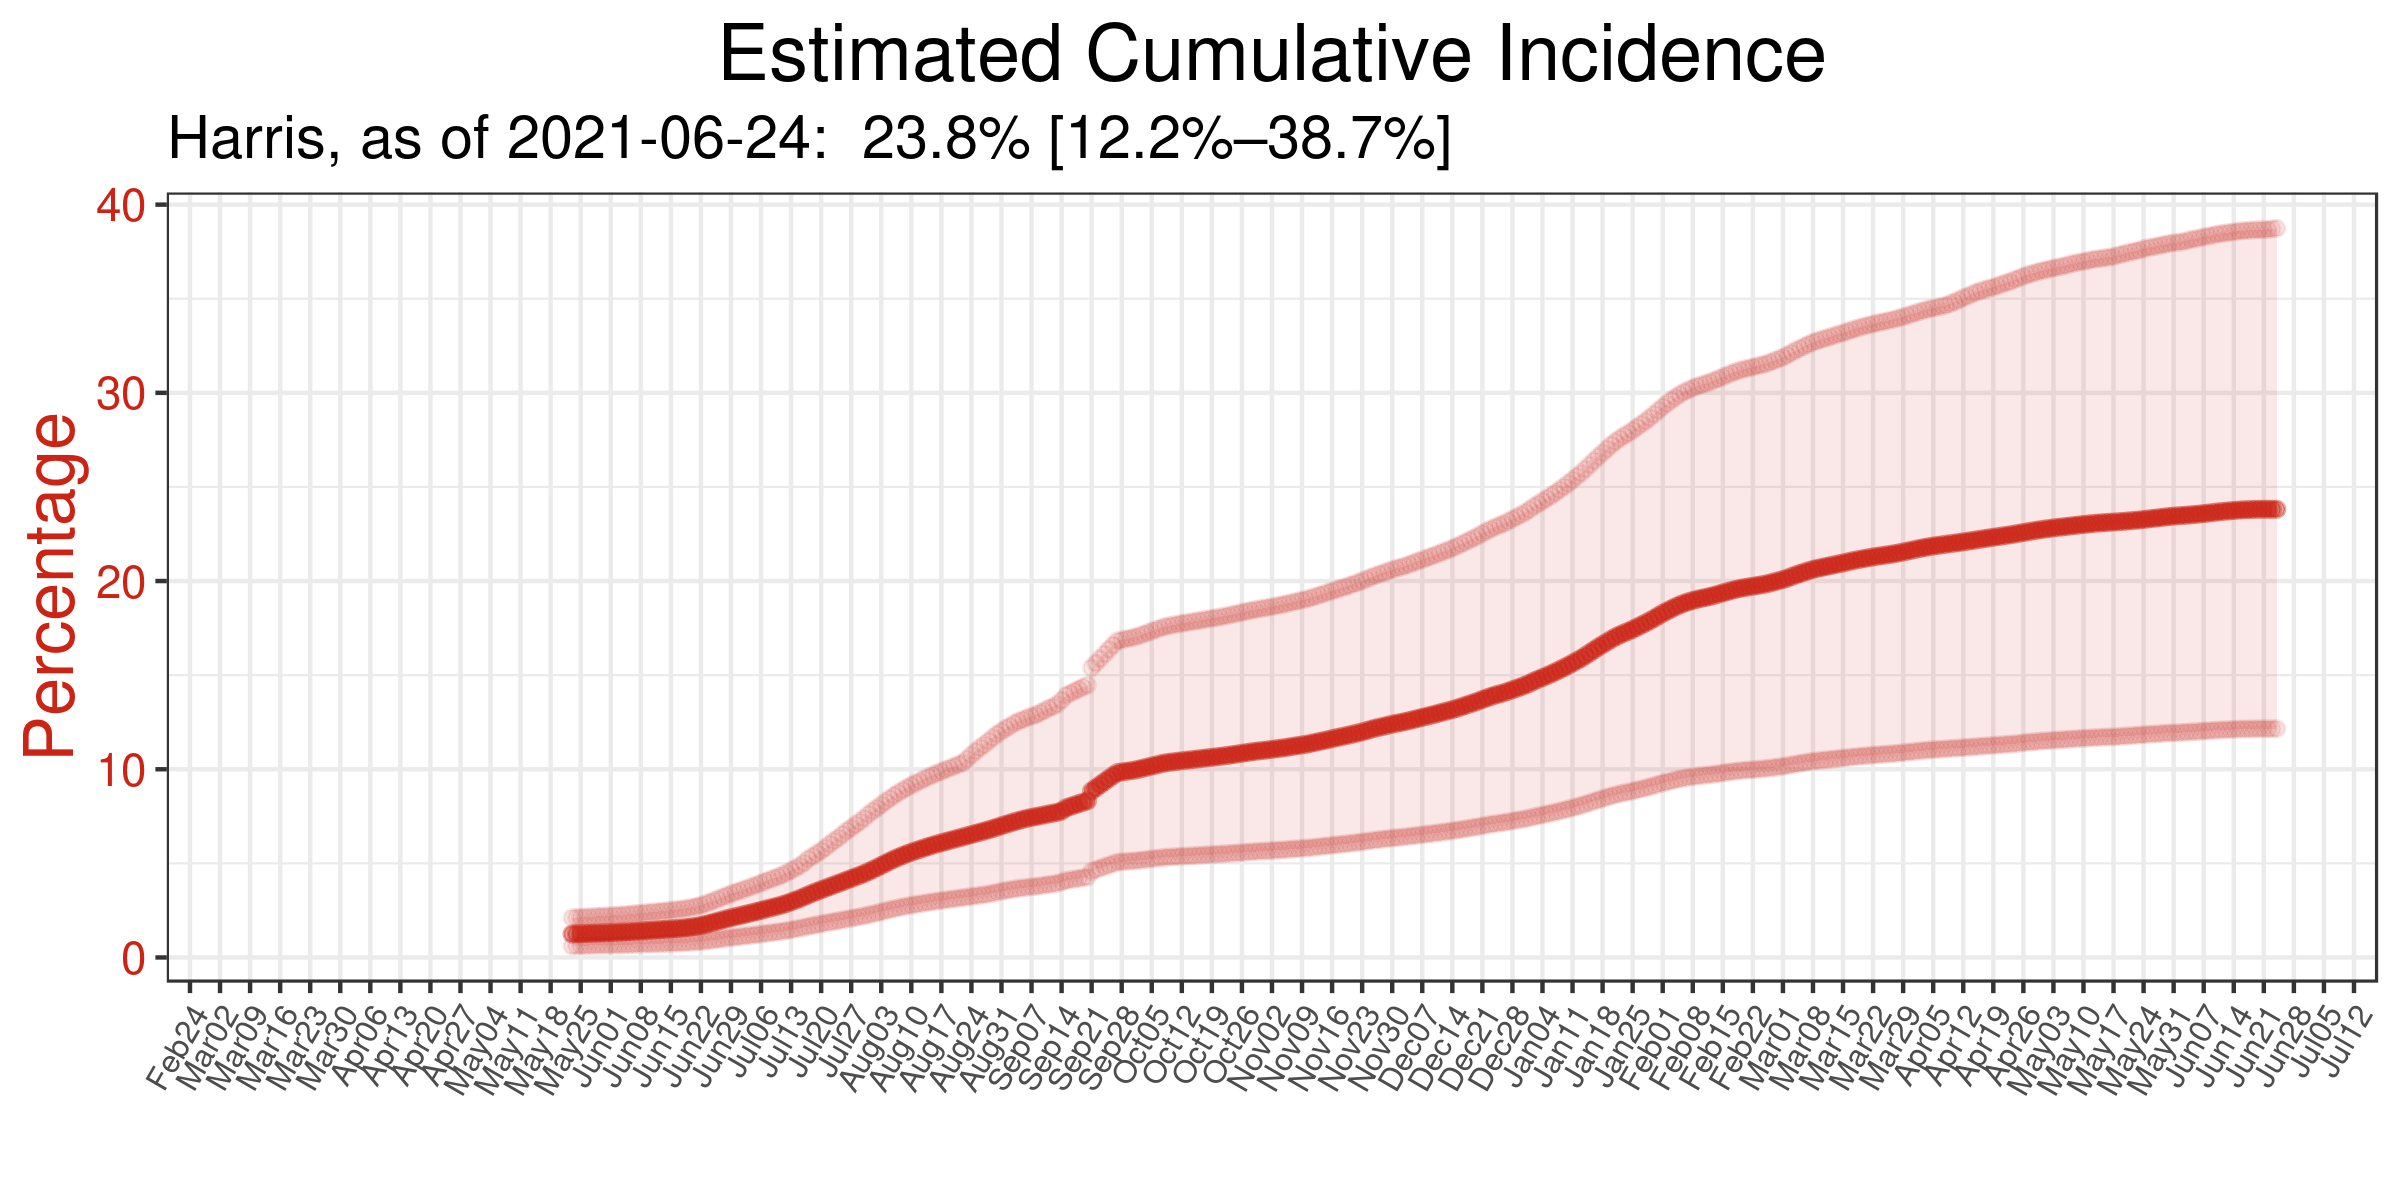 Estimated Cumulative Incidence
Harris, as of 2021-06-24:  23.8% [12.2%–38.7%]
Percentage
40
30
20
10
0
Feb24
Mar02
Mar09
Mar16
Mar23
Mar30
Apr06
Apr13
Apr20
Apr27
May04
May11
May18
May25
Jun01
Jun08
Jun15
Jun22
Jun29
Jul06
Jul13
Jul20
Jul27
Aug03
Aug10
Aug17
Aug24
Aug31
Sep07
Sep14
Sep21
Sep28
Oct05
Oct12
Oct19
Oct26
Nov02
Nov09
Nov16
Nov23
Nov30
Dec07
Dec14
Dec21
Dec28
Jan04
Jan11
Jan18
Jan25
Feb01
Feb08
Feb15
Feb22
Mar01
Mar08
Mar15
Mar22
Mar29
Apr05
Apr12
Apr19
Apr26
May03
May10
May17
May24
May31
Jun07
Jun14
Jun21
Jun28
Jul05
Jul12